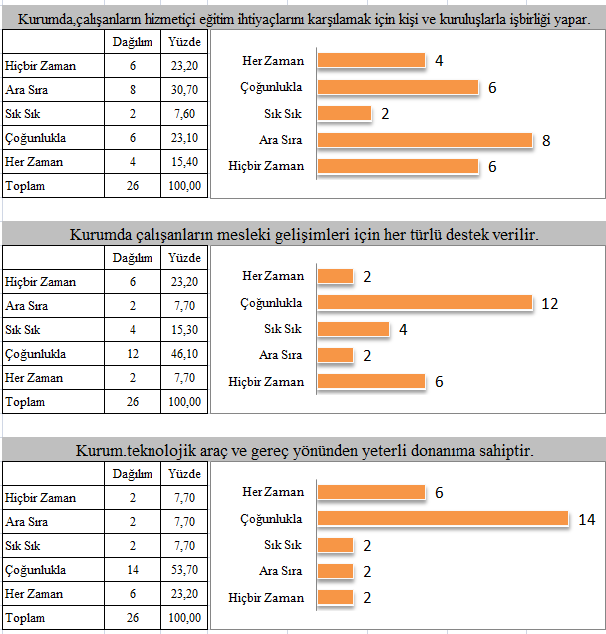 Kurumda,çalışanların hizmetiçi eğitim ihtiyaçlarını karşılamak için kişi ve kuruluşlarla işbirliği yapar.
Dağılım Yüzde
Hiçbir Zaman 6 23,20
Ara Sıra 8 30,70
Sık Sık 2 7,60
Çoğunlukla 6 23,10
Her Zaman 4 15,40
Toplam 26 100,00
Her Zaman 4
Çoğunlukla 6
Sık Sık 2
Ara Sıra 8
Hiçbir Zaman 6
Kurumda çalışanların mesleki gelişimleri için her türlü destek verilir.
Dağılım Yüzde
Hiçbir Zaman 6 23,20
Ara Sıra 2 7,70
Sık Sık 4 15,30
Çoğunlukla 12 46,10
Her Zaman 2 7,70
Toplam 26 100,00
Her Zaman 2
Çoğunlukla 12
Sık Sık 4
Ara Sıra 2
Hiçbir Zaman 6
Kurum.teknolojik araç ve gereç yönünden yeterli donanıma sahiptir.
Dağılım Yüzde
Hiçbir Zaman 2 7,70
Ara Sıra 2 7,70
Sık Sık 2 7,70
Çoğunlukla 14 53,70
Her Zaman 6 23,20
Toplam 26 100,00
Her Zaman 6
Çoğunlukla 14
Sık Sık 2
Ara Sıra 2
Hiçbir Zaman 2